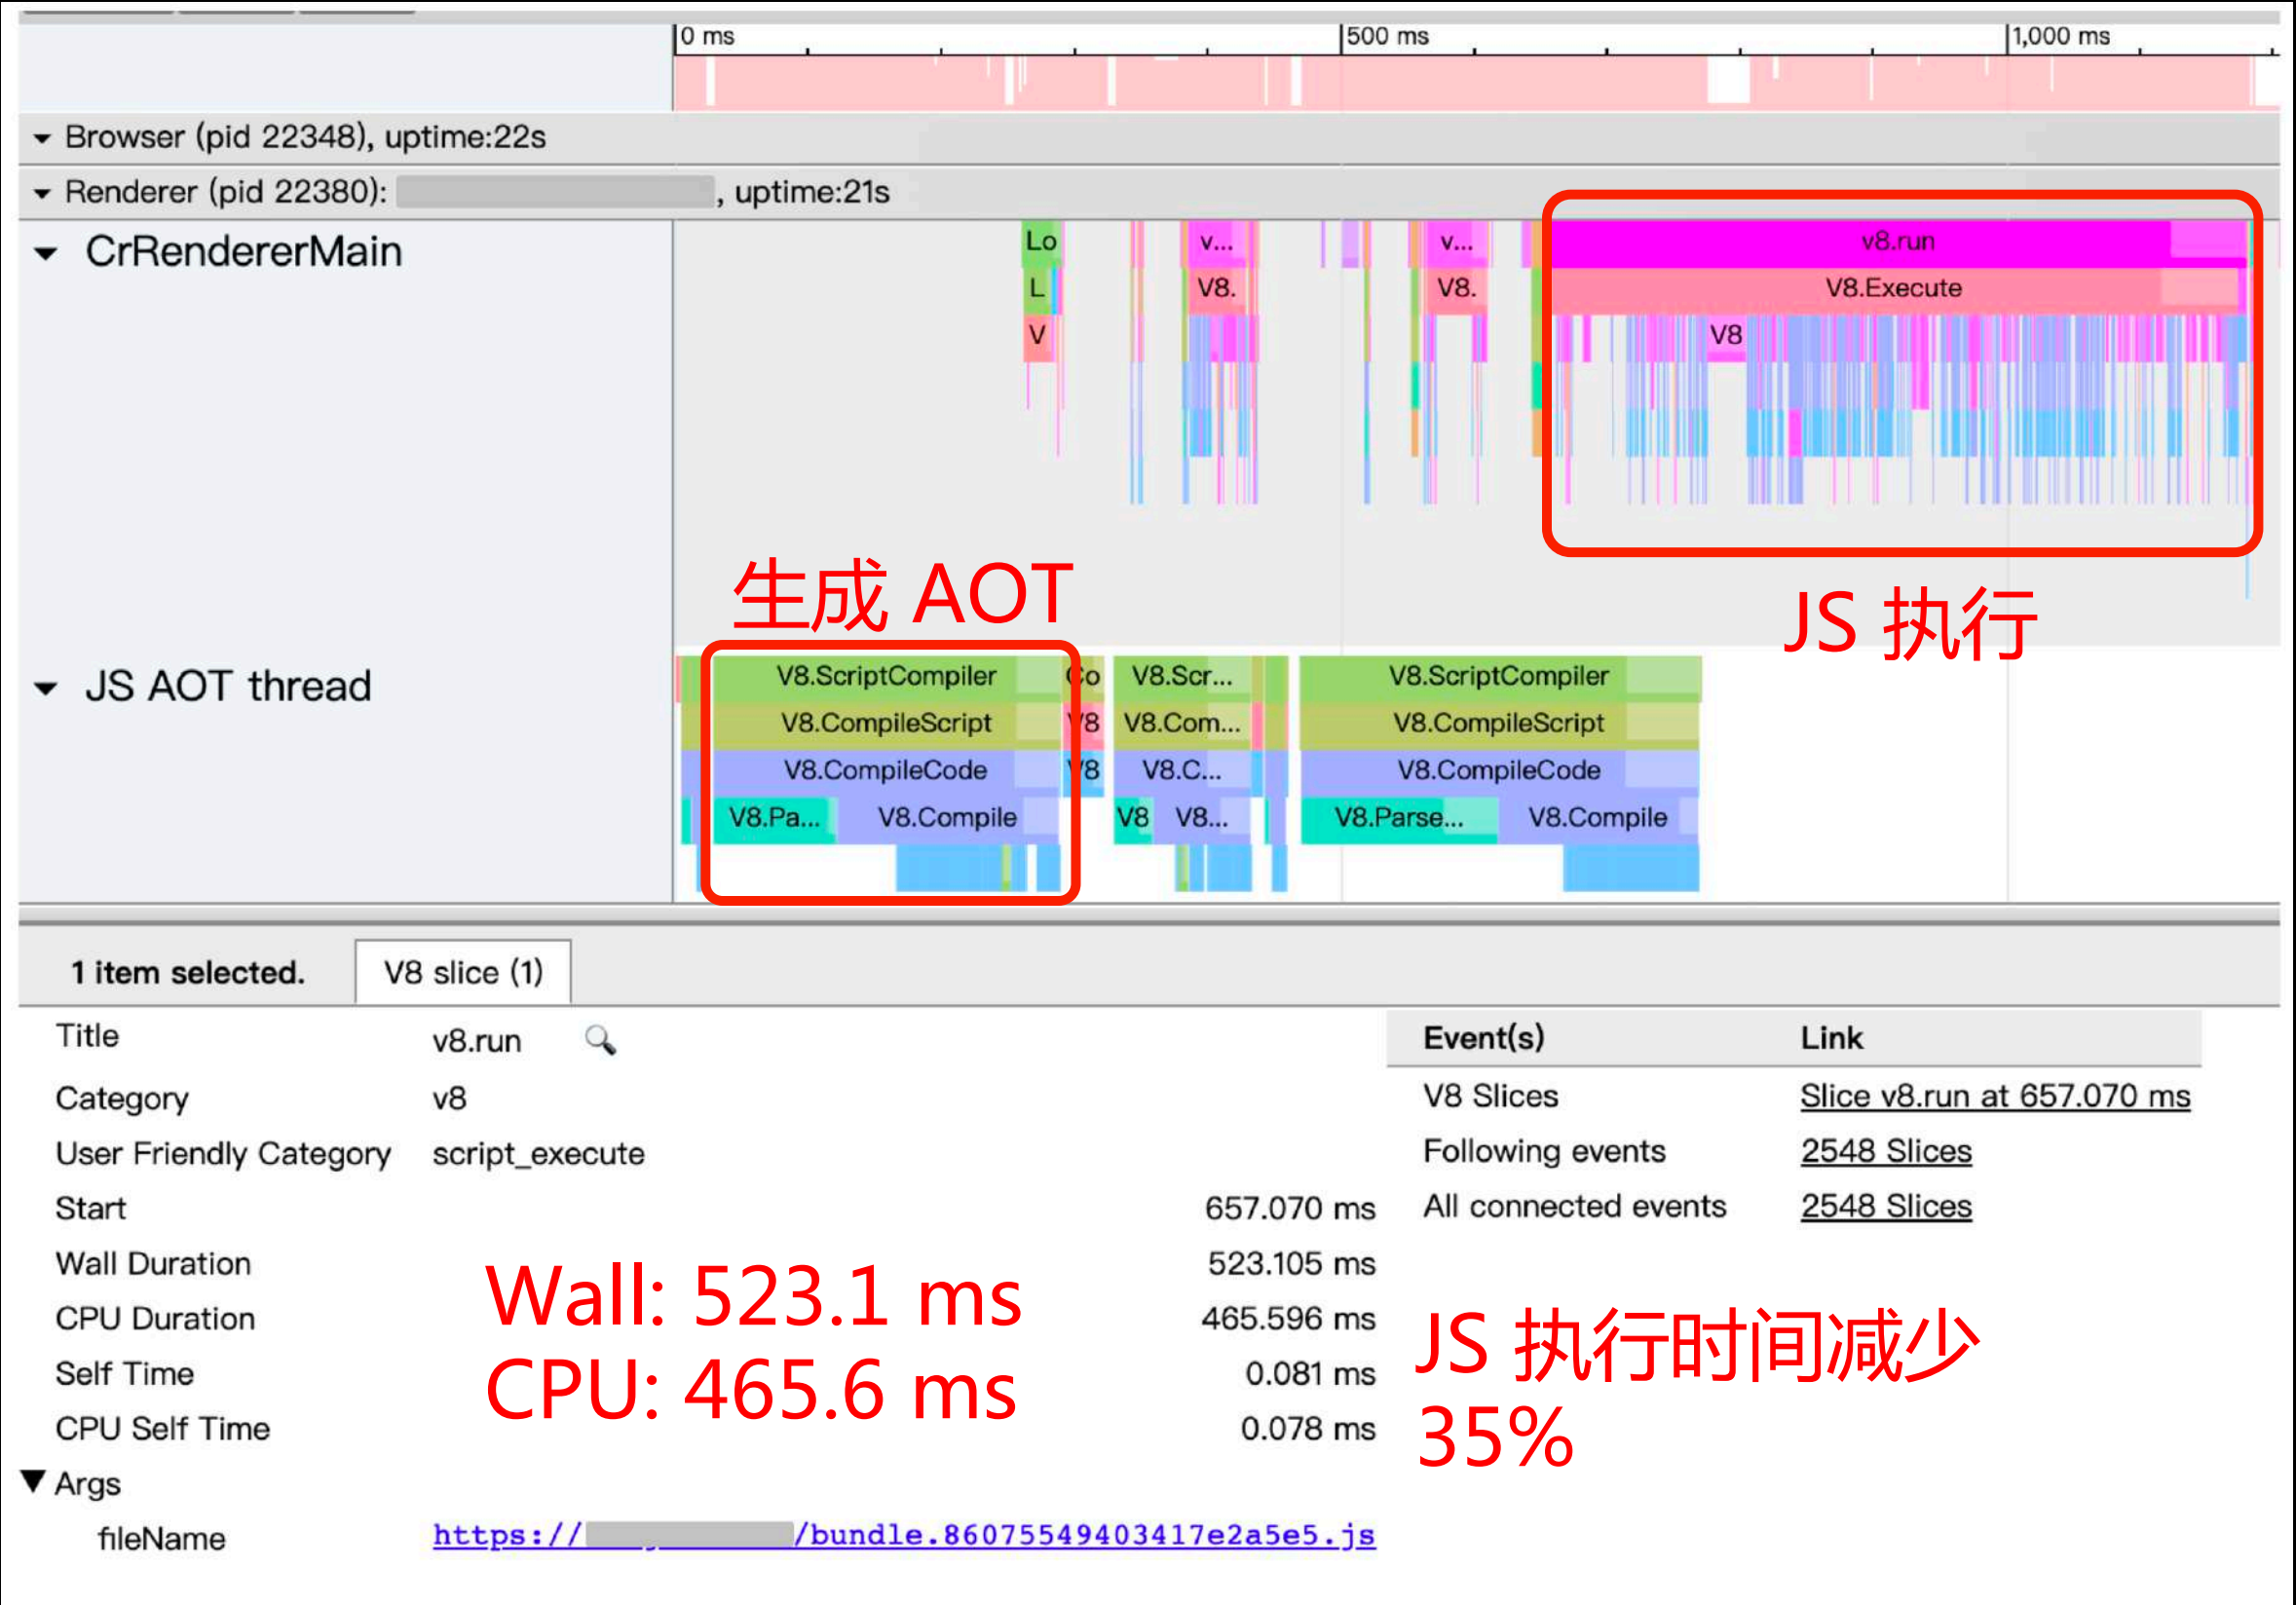 0 ms 500 ms 1,000 ms
Browser (pid 22348), uptime:22s
Renderer (pid 22380): , uptime:21s
CrRendererMain
Lo v... v... v8.run
L V8. V8. V8.Execute
V V8
生成 AOT
JS 执行
JS AOT thread
V8.ScriptCompiler Co V8.Scr... V8.ScriptCompiler
V8.CompileScript V8 V8.Com... V8.CompileScript
V8.CompileCode V8 V8.C... V8.CompileCode
V8.Pa... V8.Compile V8 V8... V8.Parse... V8.Compile
1 item selected. V8 slice (1)
Title v8.run
Category v8
User Friendly Category script_execute
Start 657.070 ms
Wall Duration 523.105 ms
CPU Duration 465.596 ms
Self Time 0.081 ms
CPU Self Time 0.078 ms
Args
fileName https:// /bundle.86075549403417e2a5e5.js
Wall: 523.1 ms
CPU: 465.6 ms
Event(s) Link
V8 Slices Slice v8.run at 657.070 ms
Following events 2548 Slices
All connected events 2548 Slices
JS 执行时间减少
35%